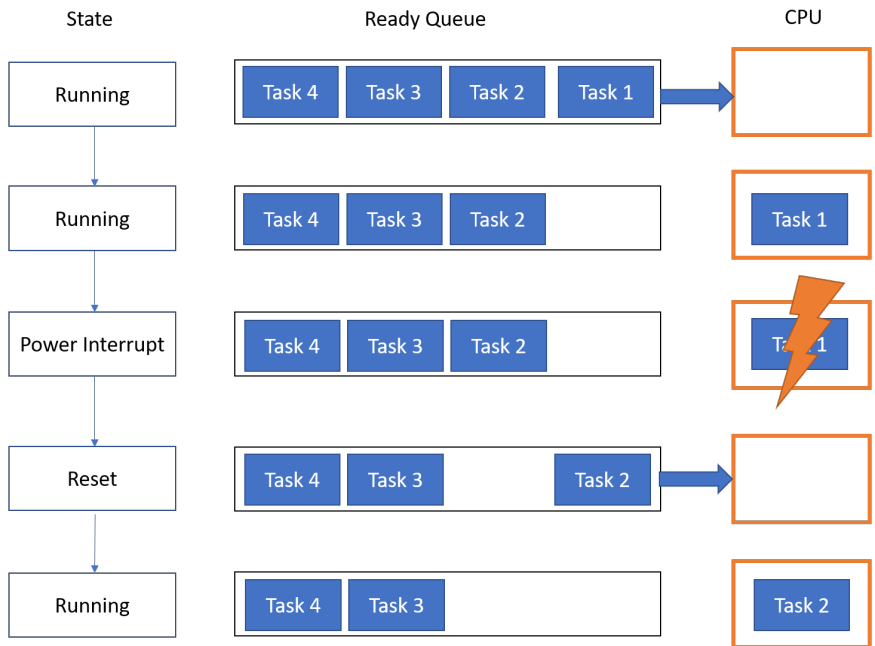 State Ready Queue CPU
Running Task 4 Task 3 Task 2 Task 1
Running Task 4 Task 3 Task 2 Task 1
Power Interrupt Task 4 Task 3 Task 2
Reset Task 4 Task 3 Task 2
Running Task 4 Task 3 Task 2